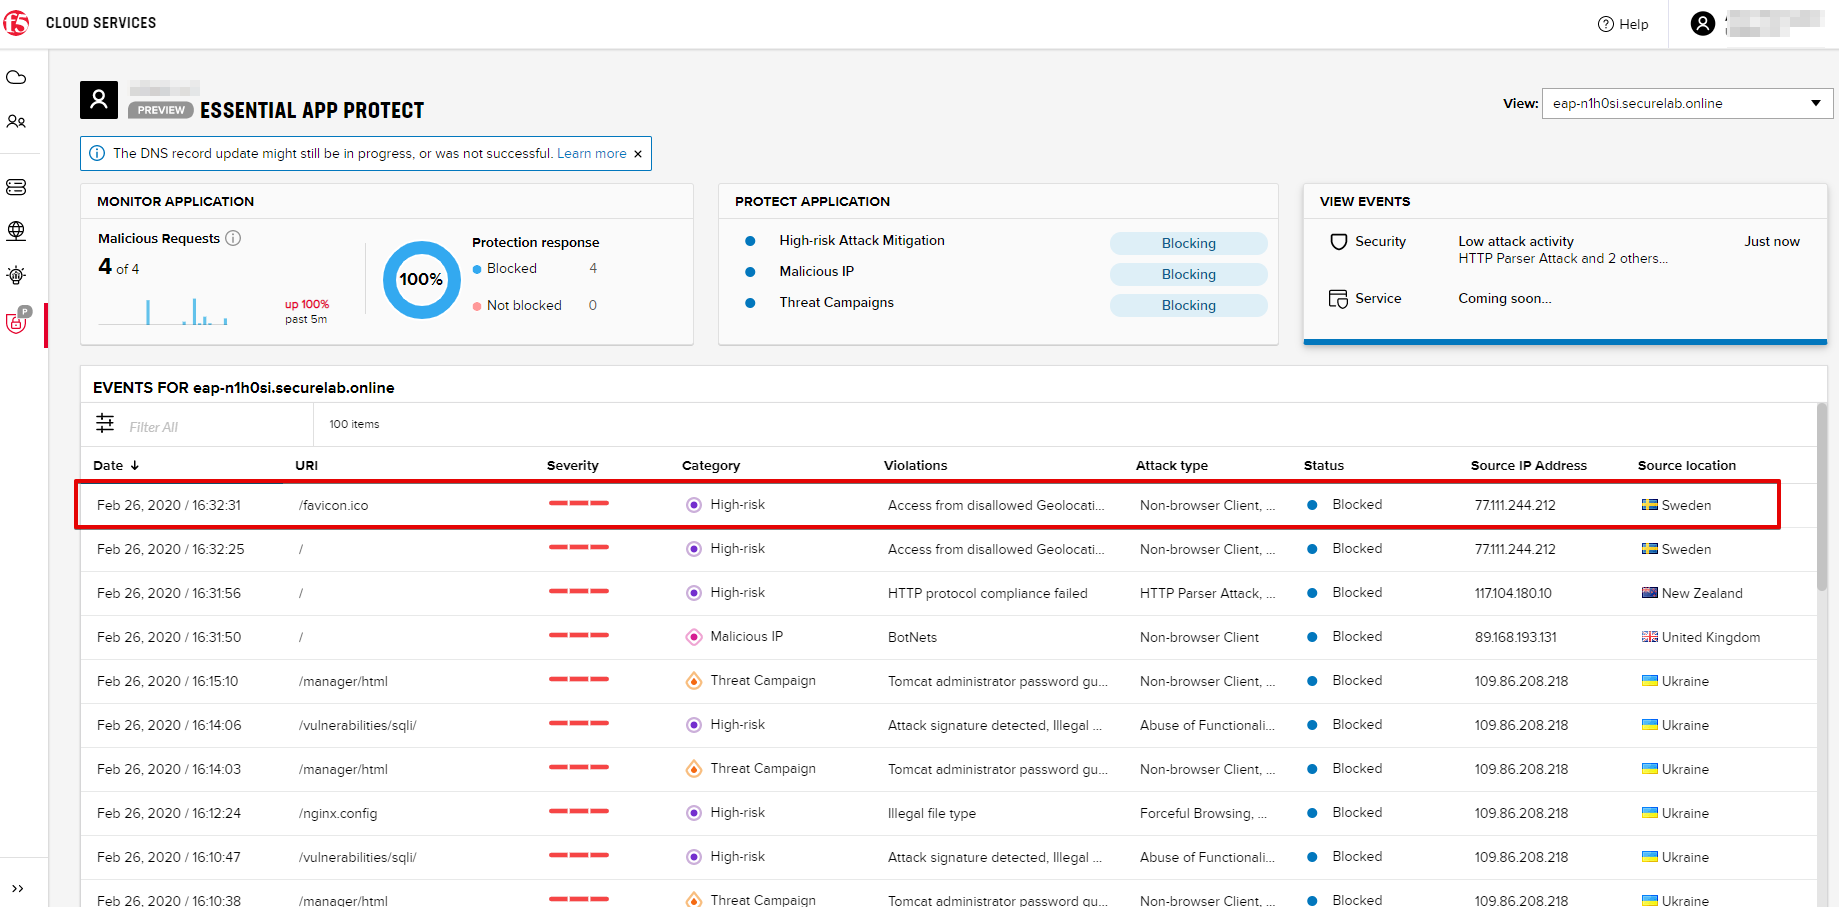 f5 CLOUD SERVICES
Help
PREVIEW ESSENTIAL APP PROTECT
View: eap-n1h0si.securelab.online
The DNS record update might still be in progress, or was not successful. Learn more ×
MONITOR APPLICATION
Malicious Requests
4 of 4
up 100%
past 5m
100%
Protection response
Blocked 4
Not blocked 0
PROTECT APPLICATION
High-risk Attack Mitigation Blocking
Malicious IP Blocking
Threat Campaigns Blocking
VIEW EVENTS
Security Low attack activity Just now
HTTP Parser Attack and 2 others...
Service Coming soon...
P
EVENTS FOR eap-n1h0si.securelab.online
Filter All 100 items
Date ↓ URI Severity Category Violations Attack type Status Source IP Address Source location
Feb 26, 2020 / 16:32:31 /favicon.ico High-risk Access from disallowed Geolocati... Non-browser Client, ... Blocked 77.111.244.212 Sweden
Feb 26, 2020 / 16:32:25 / High-risk Access from disallowed Geolocati... Non-browser Client, ... Blocked 77.111.244.212 Sweden
Feb 26, 2020 / 16:31:56 / High-risk HTTP protocol compliance failed HTTP Parser Attack, ... Blocked 117.104.180.10 New Zealand
Feb 26, 2020 / 16:31:50 / Malicious IP BotNets Non-browser Client Blocked 89.168.193.131 United Kingdom
Feb 26, 2020 / 16:15:10 /manager/html Threat Campaign Tomcat administrator password gu... Non-browser Client, ... Blocked 109.86.208.218 Ukraine
Feb 26, 2020 / 16:14:06 /vulnerabilities/sqli/ High-risk Attack signature detected, Illegal ... Abuse of Functionali... Blocked 109.86.208.218 Ukraine
Feb 26, 2020 / 16:14:03 /manager/html Threat Campaign Tomcat administrator password gu... Non-browser Client, ... Blocked 109.86.208.218 Ukraine
Feb 26, 2020 / 16:12:24 /nginx.config High-risk Illegal file type Forceful Browsing, ... Blocked 109.86.208.218 Ukraine
Feb 26, 2020 / 16:10:47 /vulnerabilities/sqli/ High-risk Attack signature detected, Illegal ... Abuse of Functionali... Blocked 109.86.208.218 Ukraine
Feb 26, 2020 / 16:10:38 /manager/html Threat Campaign Tomcat administrator password gu... Non-browser Client, ... Blocked 109.86.208.218 Ukraine